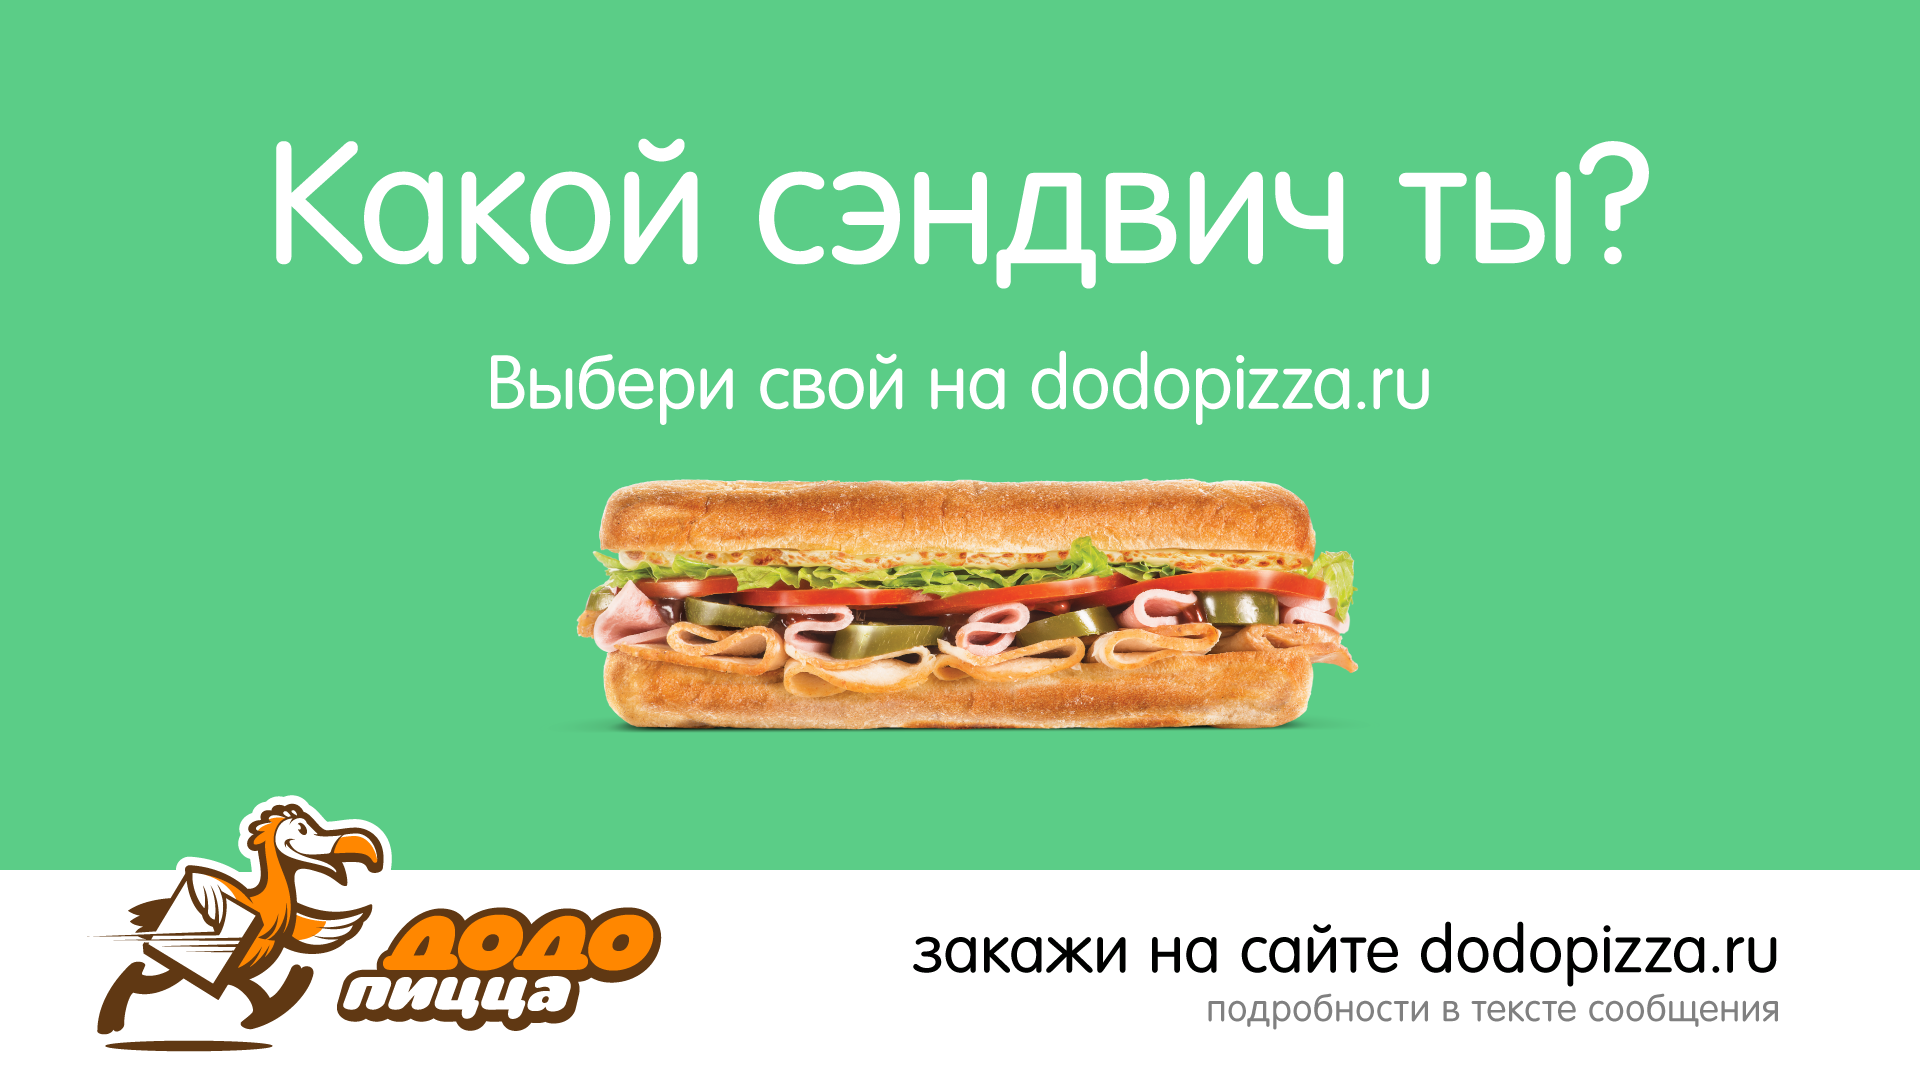 Какой сэндвич ты?
Выбери свой на dodopizza.ru
додо
пицца
закажи на сайте dodopizza.ru
подробности в тексте сообщения